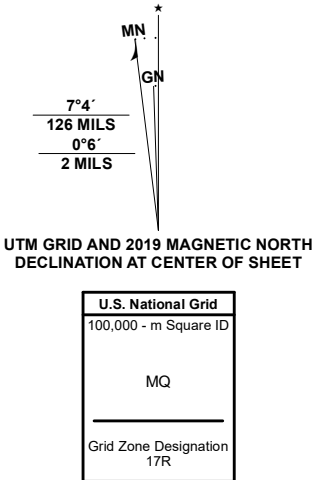 MN
GN
7°4´
126 MILS
0°6´
2 MILS
UTM GRID AND 2019 MAGNETIC NORTH
DECLINATION AT CENTER OF SHEET
U.S. National Grid
100,000 - m Square ID
MQ
Grid Zone Designation
17R